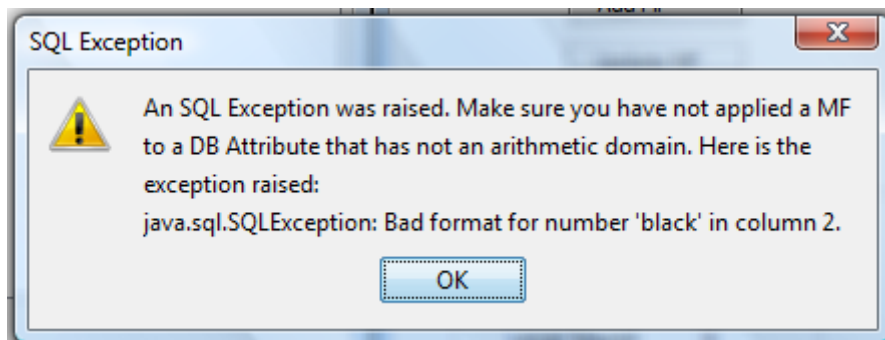 SQL Exception
An SQL Exception was raised. Make sure you have not applied a MF
to a DB Attribute that has not an arithmetic domain. Here is the
exception raised:
java.sql.SQLException: Bad format for number 'black' in column 2.
OK